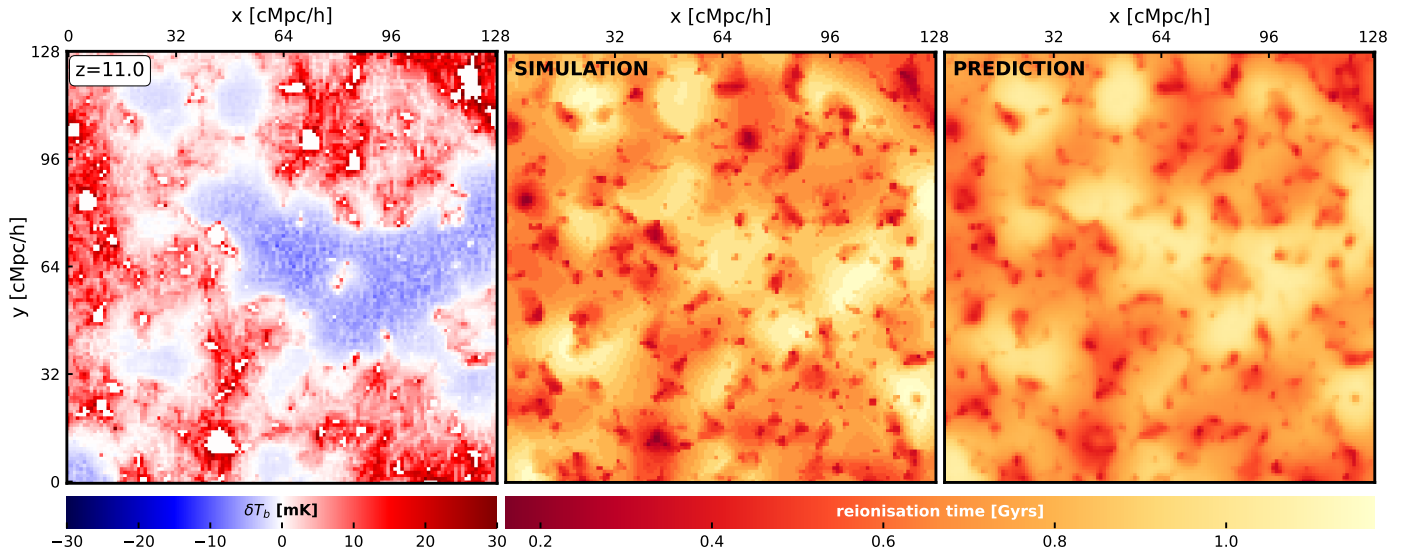 x [cMpc/h] x [cMpc/h] x [cMpc/h]
0 32 64 96 128 32 64 96 128 32 64 96 128
128
z=11.0 SIMULATION PREDICTION
96
y [cMpc/h]
64
32
0
δT_b [mK] reionisation time [Gyrs]
−30 −20 −10 0 10 20 30 0.2 0.4 0.6 0.8 1.0